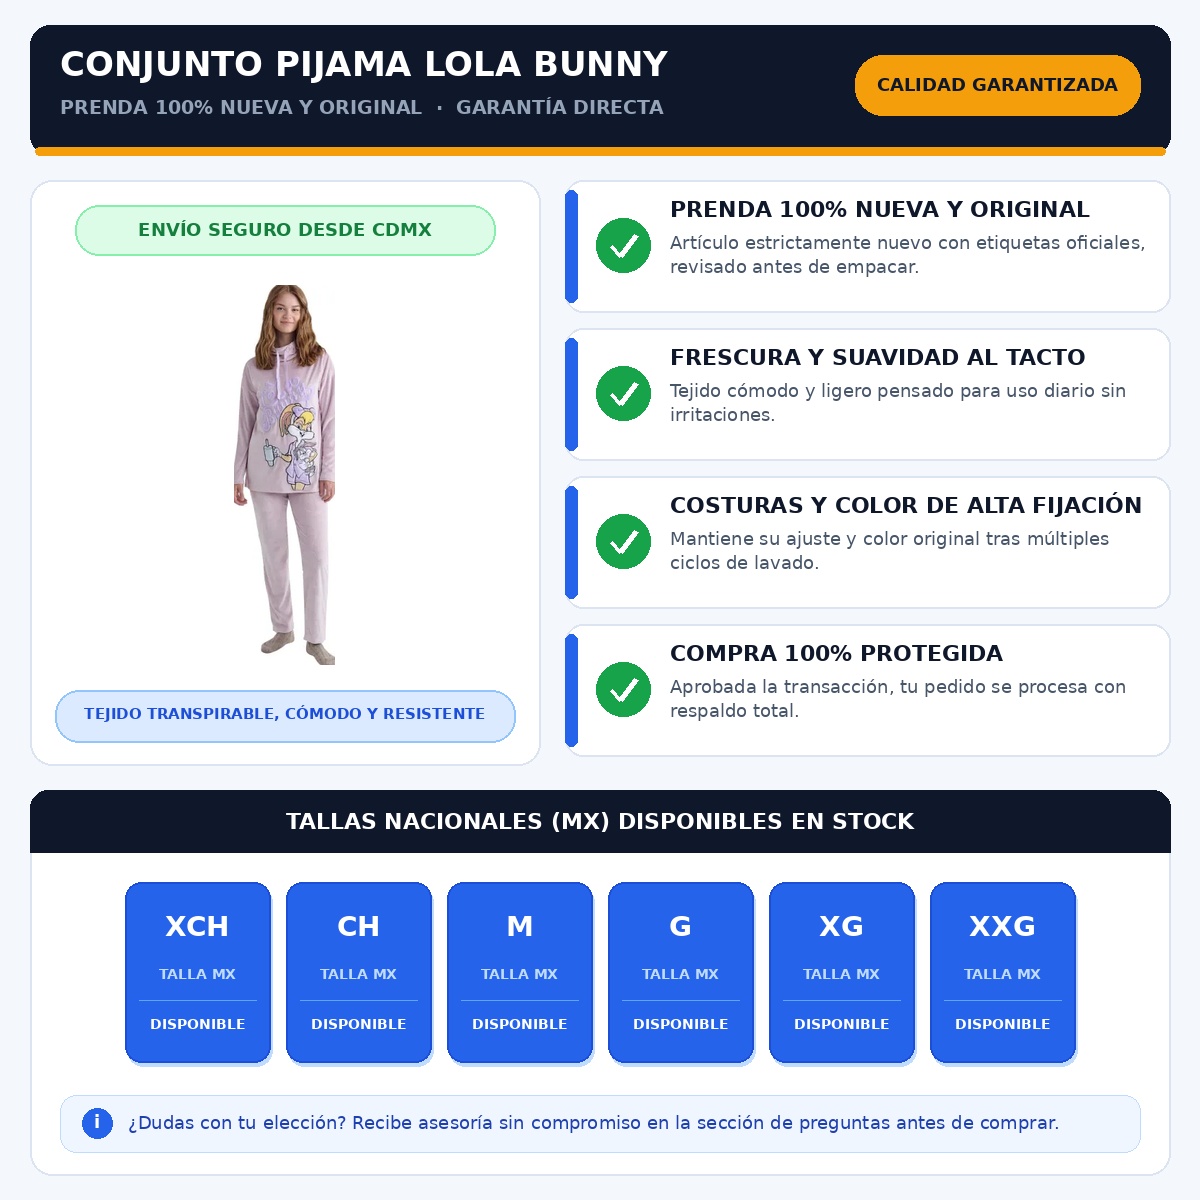 CONJUNTO PIJAMA LOLA BUNNY
PRENDA 100% NUEVA Y ORIGINAL · GARANTÍA DIRECTA
CALIDAD GARANTIZADA
ENVÍO SEGURO DESDE CDMX
TEJIDO TRANSPIRABLE, CÓMODO Y RESISTENTE
PRENDA 100% NUEVA Y ORIGINAL
Artículo estrictamente nuevo con etiquetas oficiales,
revisado antes de empacar.
FRESCURA Y SUAVIDAD AL TACTO
Tejido cómodo y ligero pensado para uso diario sin
irritaciones.
COSTURAS Y COLOR DE ALTA FIJACIÓN
Mantiene su ajuste y color original tras múltiples
ciclos de lavado.
COMPRA 100% PROTEGIDA
Aprobada la transacción, tu pedido se procesa con
respaldo total.
TALLAS NACIONALES (MX) DISPONIBLES EN STOCK
XCH
TALLA MX
DISPONIBLE
CH
TALLA MX
DISPONIBLE
M
TALLA MX
DISPONIBLE
G
TALLA MX
DISPONIBLE
XG
TALLA MX
DISPONIBLE
XXG
TALLA MX
DISPONIBLE
i
¿Dudas con tu elección? Recibe asesoría sin compromiso en la sección de preguntas antes de comprar.